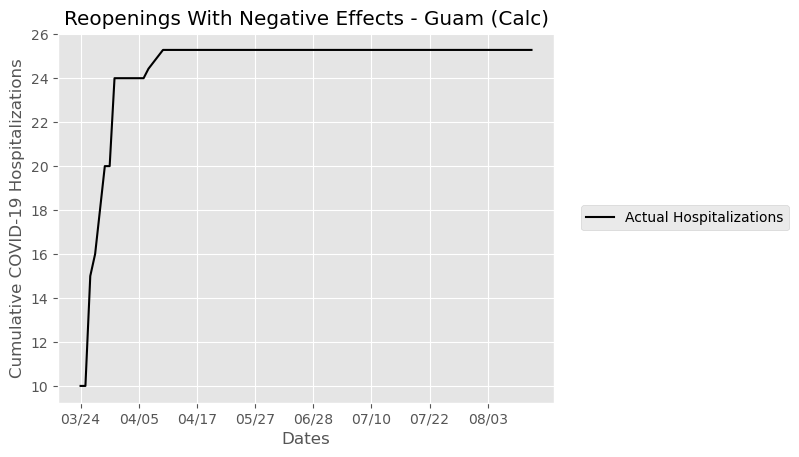 Reopenings With Negative Effects - Guam (Calc)
Cumulative COVID-19 Hospitalizations
26
24
22
20
18
16
14
12
10
03/24 04/05 04/17 05/27 06/28 07/10 07/22 08/03
Dates
Actual Hospitalizations